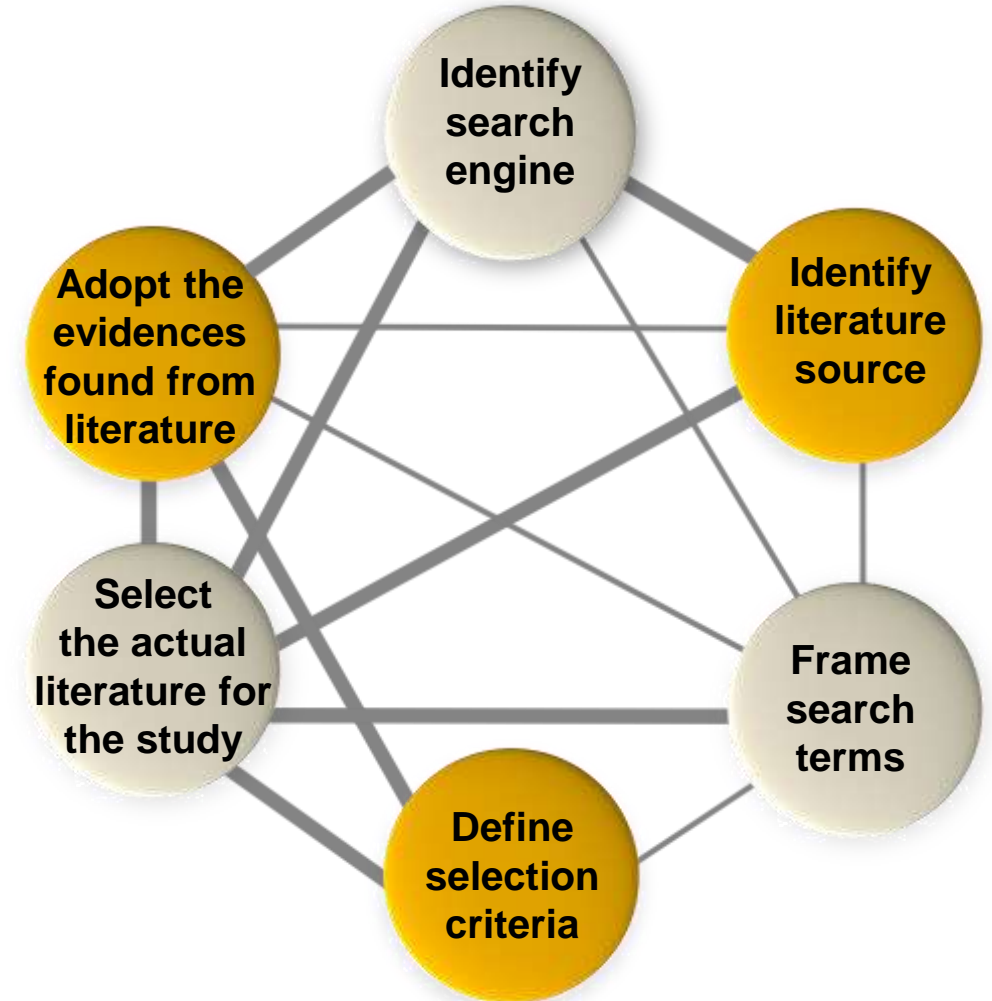 Identify
search
engine
Identify
literature
source
Frame
search
terms
Define
selection
criteria
Select
the actual
literature for
the study
Adopt the
evidences
found from
literature